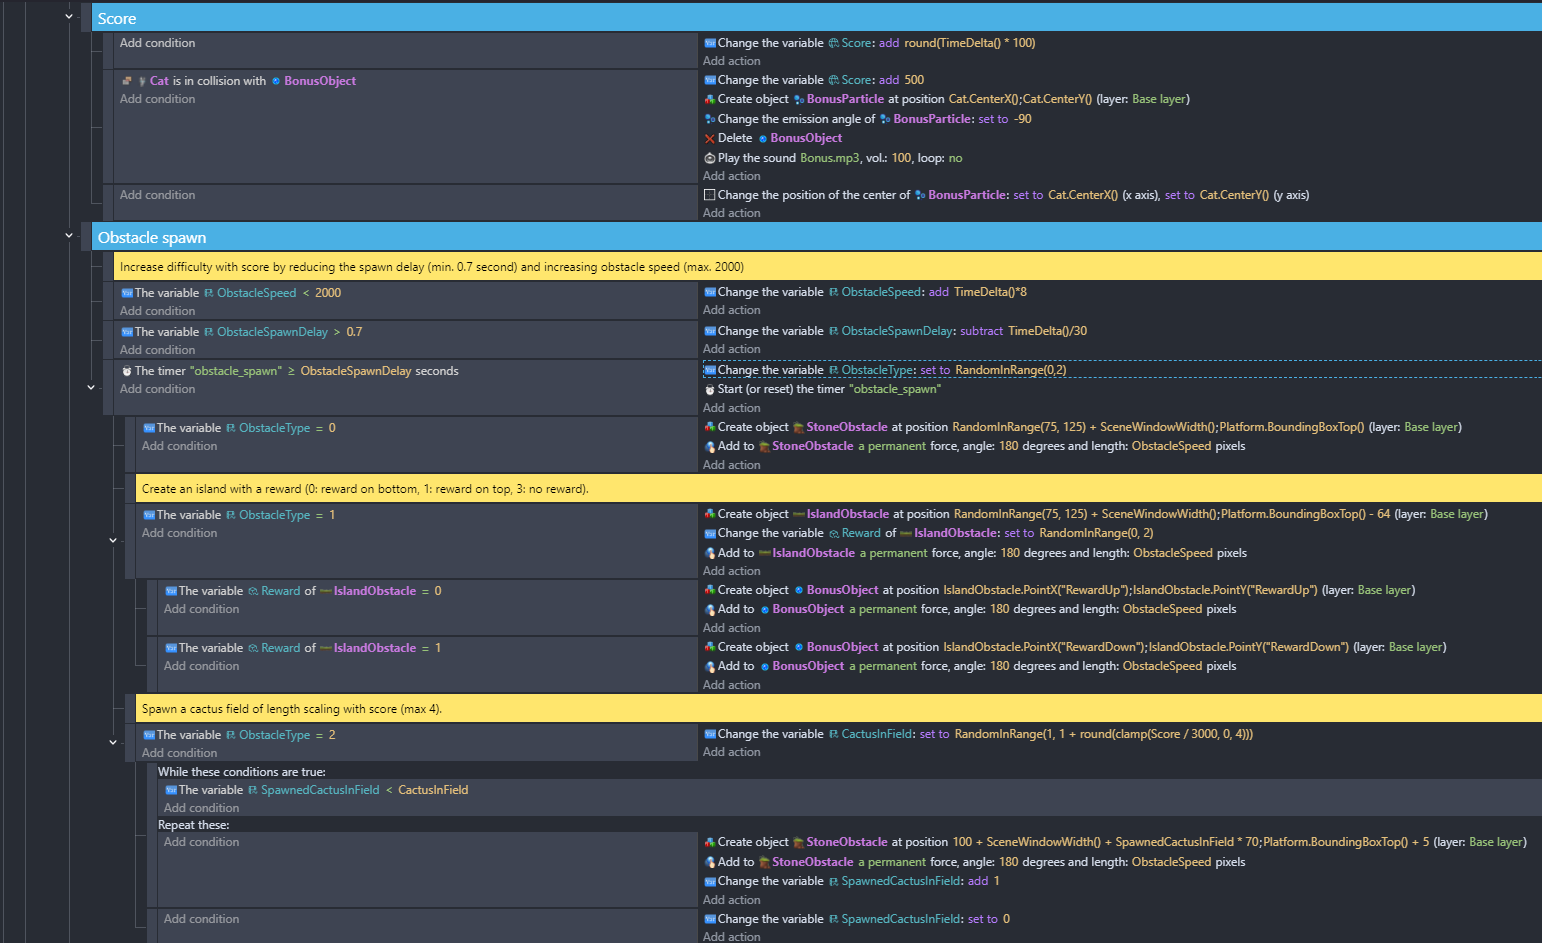 Score
Add condition
Var Change the variable Score: add round(TimeDelta() * 100)
Add action
Cat is in collision with BonusObject
Add condition
Var Change the variable Score: add 500
Create object BonusParticle at position Cat.CenterX();Cat.CenterY() (layer: Base layer)
Change the emission angle of BonusParticle: set to -90
Delete BonusObject
Play the sound Bonus.mp3, vol.: 100, loop: no
Add action
Add condition
Change the position of the center of BonusParticle: set to Cat.CenterX() (x axis), set to Cat.CenterY() (y axis)
Add action
Obstacle spawn
Increase difficulty with score by reducing the spawn delay (min. 0.7 second) and increasing obstacle speed (max. 2000)
Var The variable ObstacleSpeed < 2000
Add condition
Var Change the variable ObstacleSpeed: add TimeDelta()*8
Add action
Var The variable ObstacleSpawnDelay > 0.7
Add condition
Var Change the variable ObstacleSpawnDelay: subtract TimeDelta()/30
Add action
The timer "obstacle_spawn" ≥ ObstacleSpawnDelay seconds
Add condition
Var Change the variable ObstacleType: set to RandomInRange(0,2)
Start (or reset) the timer "obstacle_spawn"
Add action
Var The variable ObstacleType = 0
Add condition
Create object StoneObstacle at position RandomInRange(75, 125) + SceneWindowWidth();Platform.BoundingBoxTop() (layer: Base layer)
Add to StoneObstacle a permanent force, angle: 180 degrees and length: ObstacleSpeed pixels
Add action
Create an island with a reward (0: reward on bottom, 1: reward on top, 3: no reward).
Var The variable ObstacleType = 1
Add condition
Create object IslandObstacle at position RandomInRange(75, 125) + SceneWindowWidth();Platform.BoundingBoxTop() - 64 (layer: Base layer)
Var Change the variable Reward of IslandObstacle: set to RandomInRange(0, 2)
Add to IslandObstacle a permanent force, angle: 180 degrees and length: ObstacleSpeed pixels
Add action
Var The variable Reward of IslandObstacle = 0
Add condition
Create object BonusObject at position IslandObstacle.PointX("RewardUp");IslandObstacle.PointY("RewardUp") (layer: Base layer)
Add to BonusObject a permanent force, angle: 180 degrees and length: ObstacleSpeed pixels
Add action
Var The variable Reward of IslandObstacle = 1
Add condition
Create object BonusObject at position IslandObstacle.PointX("RewardDown");IslandObstacle.PointY("RewardDown") (layer: Base layer)
Add to BonusObject a permanent force, angle: 180 degrees and length: ObstacleSpeed pixels
Add action
Spawn a cactus field of length scaling with score (max 4).
Var The variable ObstacleType = 2
Add condition
Var Change the variable CactusInField: set to RandomInRange(1, 1 + round(clamp(Score / 3000, 0, 4)))
Add action
While these conditions are true:
Var The variable SpawnedCactusInField < CactusInField
Add condition
Repeat these:
Add condition
Create object StoneObstacle at position 100 + SceneWindowWidth() + SpawnedCactusInField * 70;Platform.BoundingBoxTop() + 5 (layer: Base layer)
Add to StoneObstacle a permanent force, angle: 180 degrees and length: ObstacleSpeed pixels
Var Change the variable SpawnedCactusInField: add 1
Add action
Add condition
Var Change the variable SpawnedCactusInField: set to 0
Add action